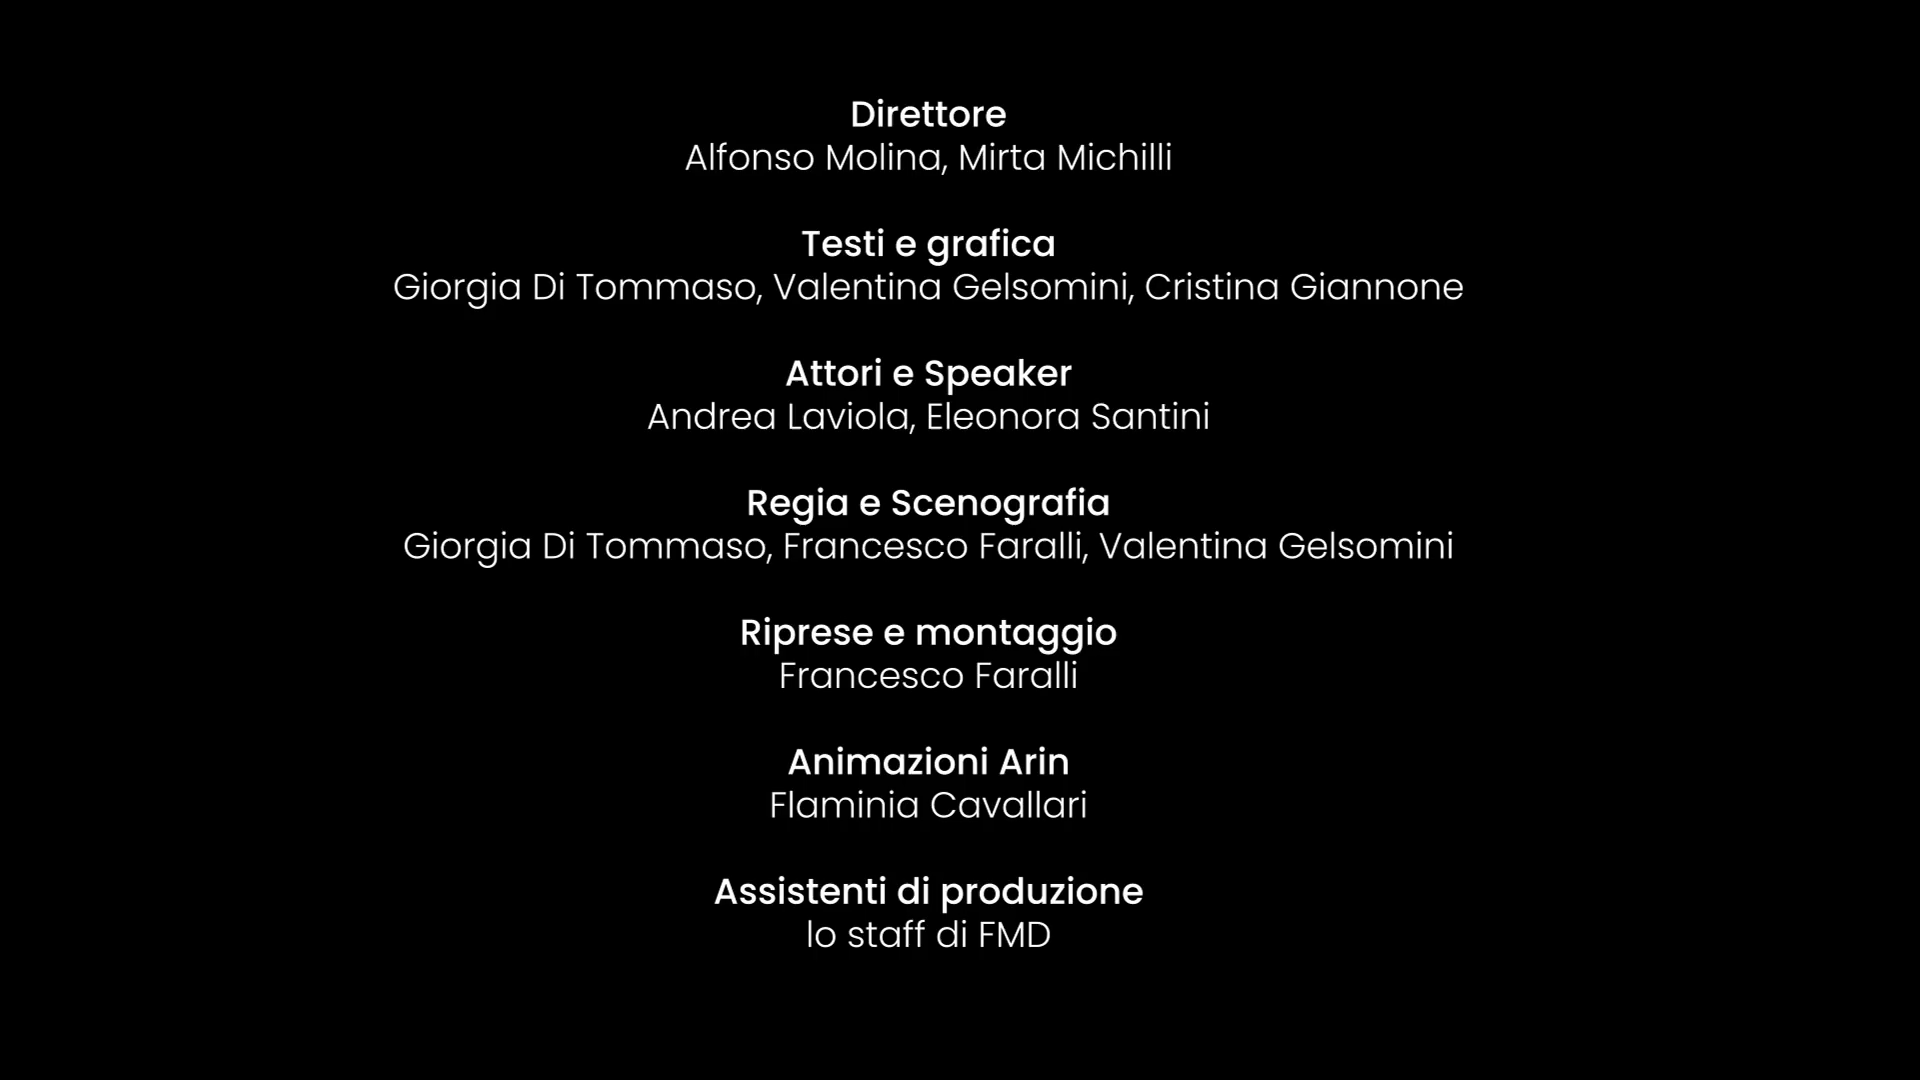 Direttore
Alfonso Molina, Mirta Michilli
Testi e grafica
Giorgia Di Tommaso, Valentina Gelsomini, Cristina Giannone
Attori e Speaker
Andrea Laviola, Eleonora Santini
Regia e Scenografia
Giorgia Di Tommaso, Francesco Faralli, Valentina Gelsomini
Riprese e montaggio
Francesco Faralli
Animazioni Arin
Flaminia Cavallari
Assistenti di produzione
lo staff di FMD